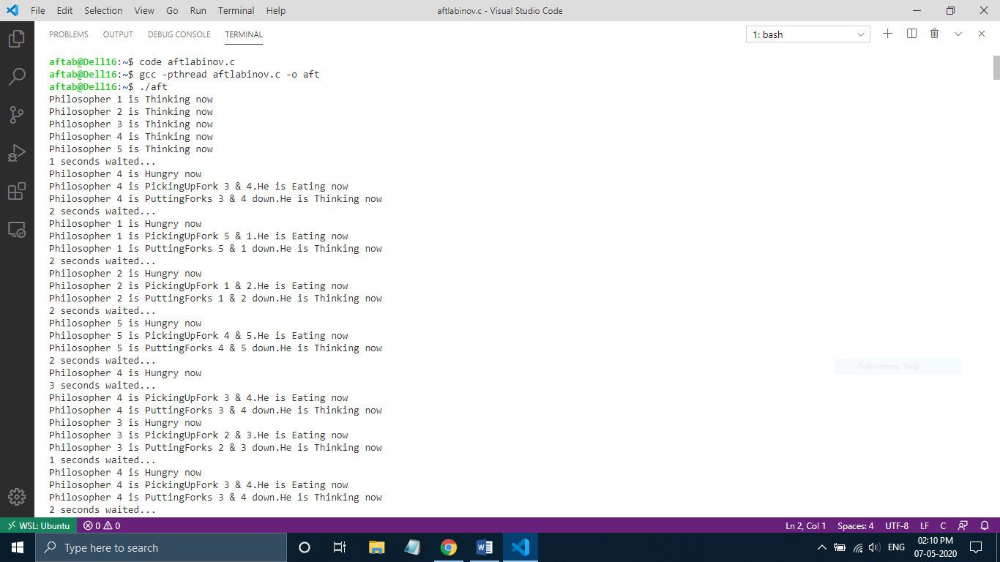 File Edit Selection View Go Run Terminal Help aftlabinov.c - Visual Studio Code
PROBLEMS OUTPUT DEBUG CONSOLE TERMINAL 1: bash
aftab@Dell16:~$ code aftlabinov.c
aftab@Dell16:~$ gcc -pthread aftlabinov.c -o aft
aftab@Dell16:~$ ./aft
Philosopher 1 is Thinking now
Philosopher 2 is Thinking now
Philosopher 3 is Thinking now
Philosopher 4 is Thinking now
Philosopher 5 is Thinking now
1 seconds waited...
Philosopher 4 is Hungry now
Philosopher 4 is PickingUpFork 3 & 4.He is Eating now
Philosopher 4 is PuttingForks 3 & 4 down.He is Thinking now
2 seconds waited...
Philosopher 1 is Hungry now
Philosopher 1 is PickingUpFork 5 & 1.He is Eating now
Philosopher 1 is PuttingForks 5 & 1 down.He is Thinking now
2 seconds waited...
Philosopher 2 is Hungry now
Philosopher 2 is PickingUpFork 1 & 2.He is Eating now
Philosopher 2 is PuttingForks 1 & 2 down.He is Thinking now
2 seconds waited...
Philosopher 5 is Hungry now
Philosopher 5 is PickingUpFork 4 & 5.He is Eating now
Philosopher 5 is PuttingForks 4 & 5 down.He is Thinking now
2 seconds waited...
Full-screen Snip
Philosopher 4 is Hungry now
3 seconds waited...
Philosopher 4 is PickingUpFork 3 & 4.He is Eating now
Philosopher 4 is PuttingForks 3 & 4 down.He is Thinking now
Philosopher 3 is Hungry now
Philosopher 3 is PickingUpFork 2 & 3.He is Eating now
Philosopher 3 is PuttingForks 2 & 3 down.He is Thinking now
1 seconds waited...
Philosopher 4 is Hungry now
Philosopher 4 is PickingUpFork 3 & 4.He is Eating now
Philosopher 4 is PuttingForks 3 & 4 down.He is Thinking now
2 seconds waited...
WSL: Ubuntu 0 0 Ln 2, Col 1 Spaces: 4 UTF-8 LF C
Type here to search ENG 02:10 PM
07-05-2020